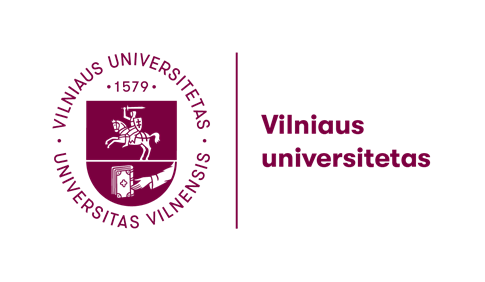 VILNIAUS UNIVERSITETAS
· 1579 ·
UNIVERSITAS VILNENSIS
Vilniaus
universitetas